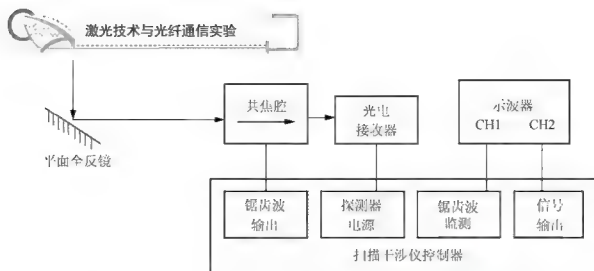 激光技术与光纤通信实验
共焦腔
光电
接收器
示波器
CH1 CH2
平面全反镜
锯齿波
输出
探测器
电源
锯齿波
监测
信号
输出
扫描干涉仪控制器